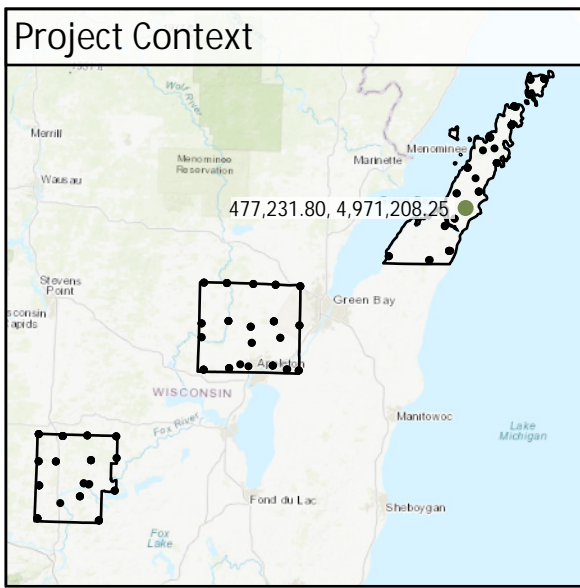 Project Context
Wolf
River
Merrill
Menominee
Menominee
Reservation
Marinette
Wausau
477,231.80, 4,971,208.25
Stevens
Point
Green Bay
Appleton
WISCONSIN
Fox River
Manitowoc
Lake
Michigan
Fond du Lac
Sheboygan
Fox
Lake